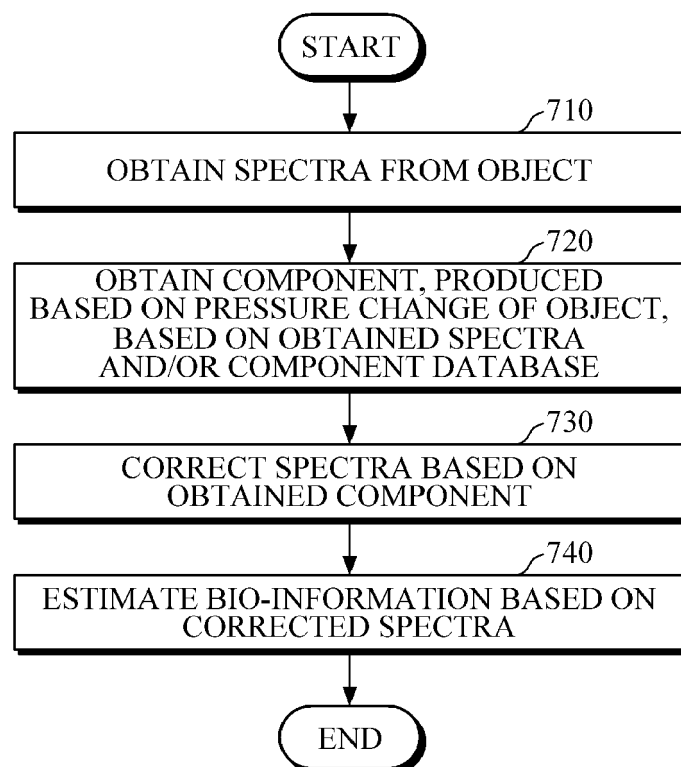 START
710
OBTAIN SPECTRA FROM OBJECT
720
OBTAIN COMPONENT, PRODUCED
BASED ON PRESSURE CHANGE OF OBJECT,
BASED ON OBTAINED SPECTRA
AND/OR COMPONENT DATABASE
730
CORRECT SPECTRA BASED ON
OBTAINED COMPONENT
740
ESTIMATE BIO-INFORMATION BASED ON
CORRECTED SPECTRA
END